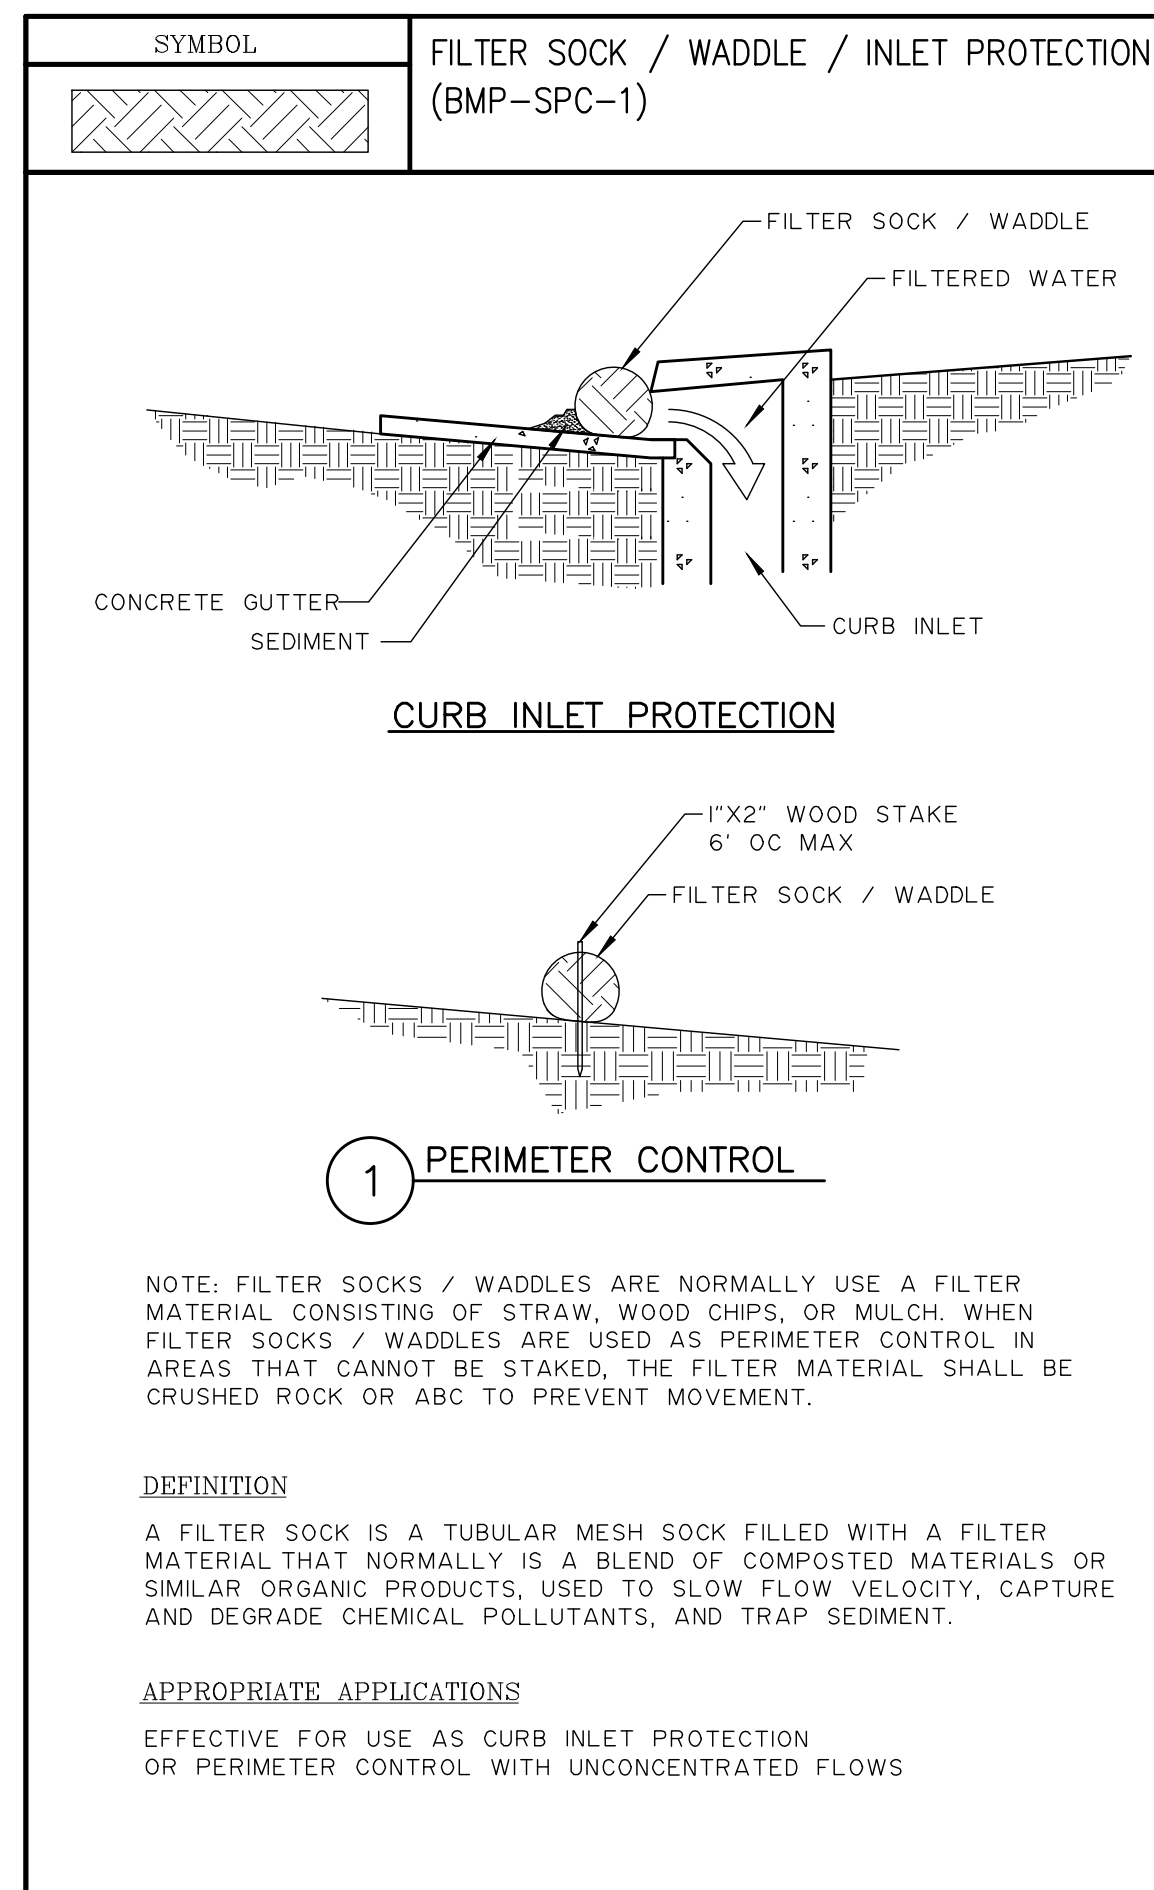 SYMBOL
FILTER SOCK / WADDLE / INLET PROTECTION
(BMP-SPC-1)
FILTER SOCK / WADDLE
FILTERED WATER
CONCRETE GUTTER
SEDIMENT
CURB INLET
CURB INLET PROTECTION
1"X2" WOOD STAKE
6' OC MAX
FILTER SOCK / WADDLE
1
PERIMETER CONTROL
NOTE: FILTER SOCKS / WADDLES ARE NORMALLY USE A FILTER
MATERIAL CONSISTING OF STRAW, WOOD CHIPS, OR MULCH. WHEN
FILTER SOCKS / WADDLES ARE USED AS PERIMETER CONTROL IN
AREAS THAT CANNOT BE STAKED, THE FILTER MATERIAL SHALL BE
CRUSHED ROCK OR ABC TO PREVENT MOVEMENT.
DEFINITION
A FILTER SOCK IS A TUBULAR MESH SOCK FILLED WITH A FILTER
MATERIAL THAT NORMALLY IS A BLEND OF COMPOSTED MATERIALS OR
SIMILAR ORGANIC PRODUCTS, USED TO SLOW FLOW VELOCITY, CAPTURE
AND DEGRADE CHEMICAL POLLUTANTS, AND TRAP SEDIMENT.
APPROPRIATE APPLICATIONS
EFFECTIVE FOR USE AS CURB INLET PROTECTION
OR PERIMETER CONTROL WITH UNCONCENTRATED FLOWS